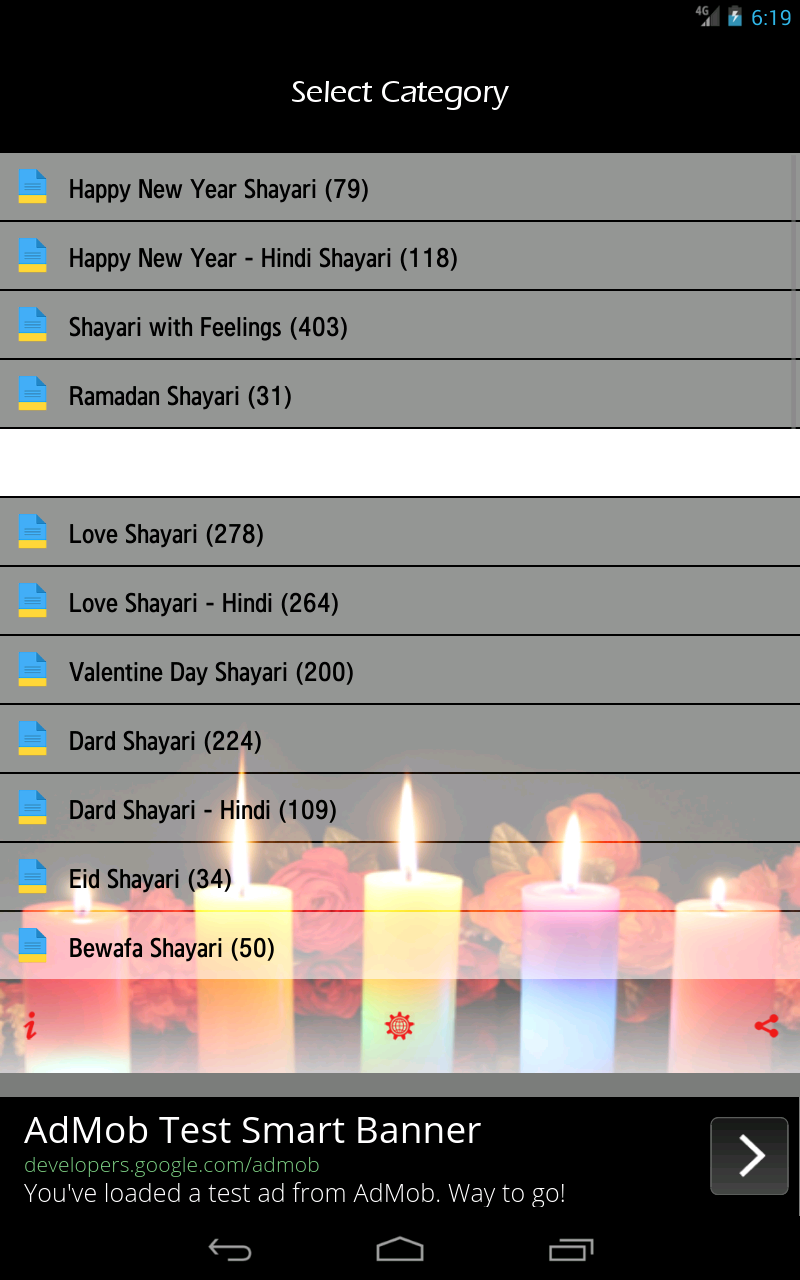 4G 6:19
Select Category
Happy New Year Shayari (79)
Happy New Year - Hindi Shayari (118)
Shayari with Feelings (403)
Ramadan Shayari (31)
Love Shayari (278)
Love Shayari - Hindi (264)
Valentine Day Shayari (200)
Dard Shayari (224)
Dard Shayari - Hindi (109)
Eid Shayari (34)
Bewafa Shayari (50)
AdMob Test Smart Banner
developers.google.com/admob
You've loaded a test ad from AdMob. Way to go!